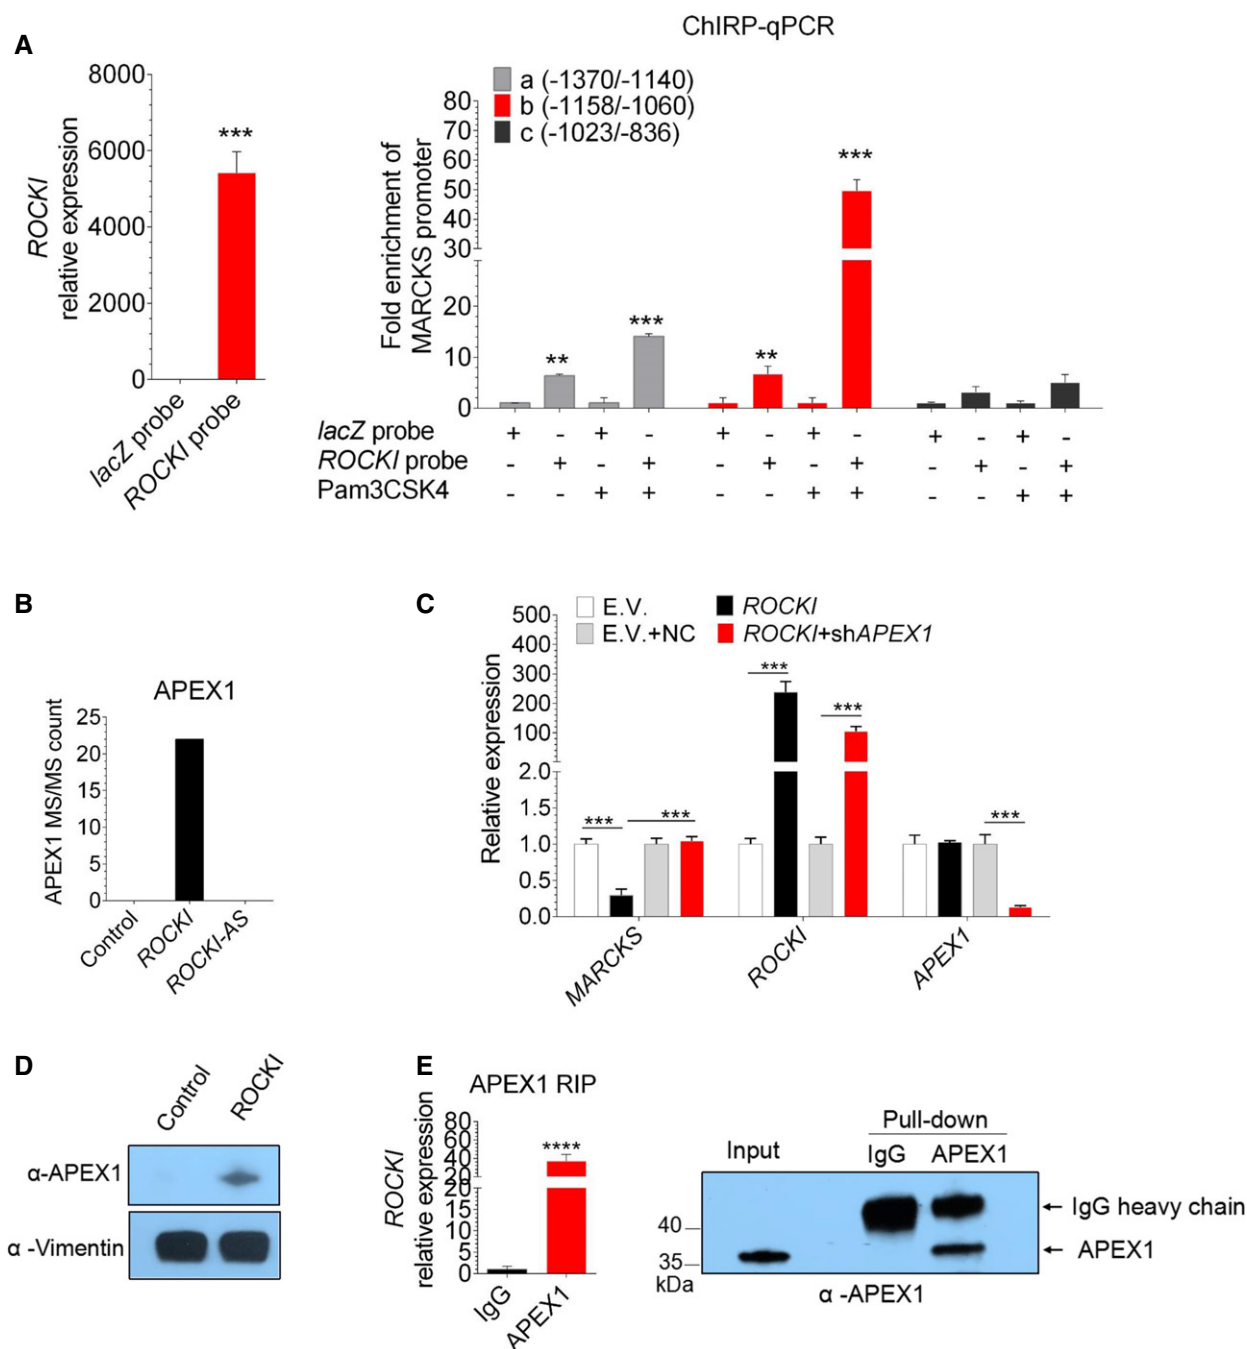 A
ROCKI
relative expression
8000
6000
4000
2000
0
***
lacZ probe
ROCKI probe
ChIRP-qPCR
a (-1370/-1140)
b (-1158/-1060)
c (-1023/-836)
Fold enrichment of
MARCKS promoter
80
70
60
50
40
30
20
10
0
** *** ** ***
lacZ probe + - + - + - + - + - + -
ROCKI probe - + - + - + - + - + - +
Pam3CSK4 - - + + - - + + - - + +
B
APEX1
APEX1 MS/MS count
25
20
15
10
5
0
Control
ROCKI
ROCKI-AS
C
E.V.
E.V.+NC
ROCKI
ROCKI+shAPEX1
Relative expression
500
400
300
200
100
2.0
1.5
1.0
0.5
0.0
*** *** *** *** ***
MARCKS
ROCKI
APEX1
D
Control
ROCKI
α-APEX1
α -Vimentin
E
APEX1 RIP
ROCKI
relative expression
80
60
40
20
20
15
10
5
0
****
IgG
APEX1
Pull-down
Input IgG APEX1
40
35
kDa
IgG heavy chain
APEX1
α -APEX1